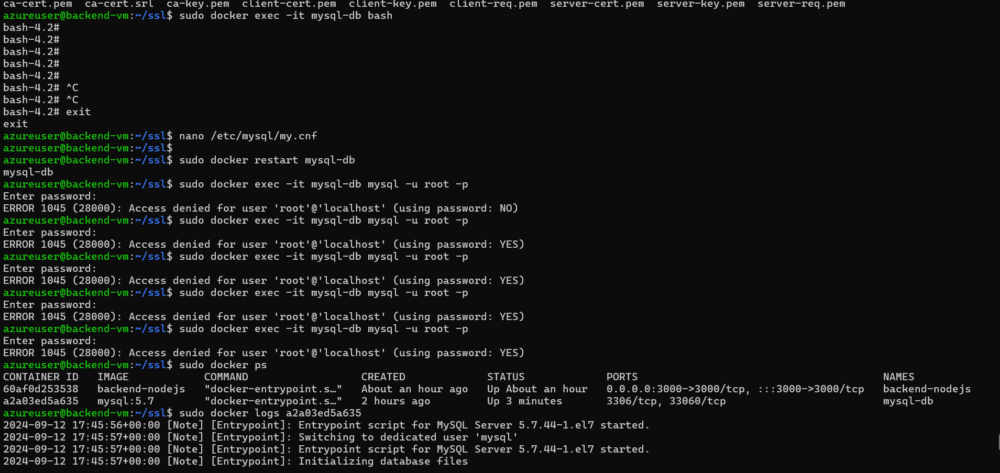 ca-cert.pem  ca-cert.srl  ca-key.pem  client-cert.pem  client-key.pem  client-req.pem  server-cert.pem  server-key.pem  server-req.pem
azureuser@backend-vm:~/ssl$ sudo docker exec -it mysql-db bash
bash-4.2#
bash-4.2#
bash-4.2#
bash-4.2#
bash-4.2#
bash-4.2# ^C
bash-4.2# ^C
bash-4.2# exit
exit
azureuser@backend-vm:~/ssl$ nano /etc/mysql/my.cnf
azureuser@backend-vm:~/ssl$
azureuser@backend-vm:~/ssl$ sudo docker restart mysql-db
mysql-db
azureuser@backend-vm:~/ssl$ sudo docker exec -it mysql-db mysql -u root -p
Enter password:
ERROR 1045 (28000): Access denied for user 'root'@'localhost' (using password: NO)
azureuser@backend-vm:~/ssl$ sudo docker exec -it mysql-db mysql -u root -p
Enter password:
ERROR 1045 (28000): Access denied for user 'root'@'localhost' (using password: YES)
azureuser@backend-vm:~/ssl$ sudo docker exec -it mysql-db mysql -u root -p
Enter password:
ERROR 1045 (28000): Access denied for user 'root'@'localhost' (using password: YES)
azureuser@backend-vm:~/ssl$ sudo docker exec -it mysql-db mysql -u root -p
Enter password:
ERROR 1045 (28000): Access denied for user 'root'@'localhost' (using password: YES)
azureuser@backend-vm:~/ssl$ sudo docker exec -it mysql-db mysql -u root -p
Enter password:
ERROR 1045 (28000): Access denied for user 'root'@'localhost' (using password: YES)
azureuser@backend-vm:~/ssl$ sudo docker ps
CONTAINER ID   IMAGE            COMMAND                  CREATED             STATUS             PORTS                                       NAMES
60af0d253538   backend-nodejs   "docker-entrypoint.s…"   About an hour ago   Up About an hour   0.0.0.0:3000->3000/tcp, :::3000->3000/tcp   backend-nodejs
a2a03ed5a635   mysql:5.7        "docker-entrypoint.s…"   2 hours ago         Up 3 minutes       3306/tcp, 33060/tcp                         mysql-db
azureuser@backend-vm:~/ssl$ sudo docker logs a2a03ed5a635
2024-09-12 17:45:56+00:00 [Note] [Entrypoint]: Entrypoint script for MySQL Server 5.7.44-1.el7 started.
2024-09-12 17:45:57+00:00 [Note] [Entrypoint]: Switching to dedicated user 'mysql'
2024-09-12 17:45:57+00:00 [Note] [Entrypoint]: Entrypoint script for MySQL Server 5.7.44-1.el7 started.
2024-09-12 17:45:57+00:00 [Note] [Entrypoint]: Initializing database files